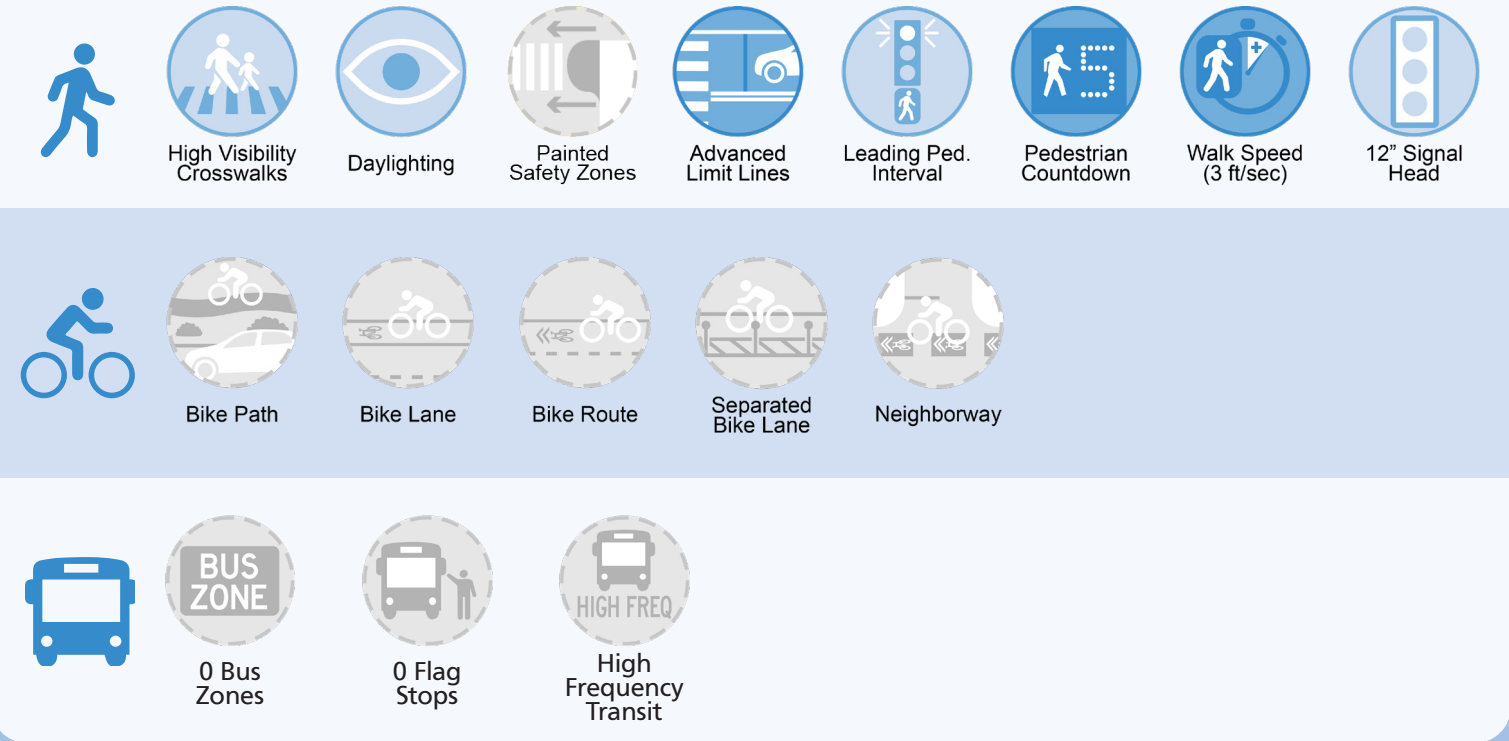 High Visibility
Crosswalks
Daylighting
Painted
Safety Zones
Advanced
Limit Lines
Leading Ped.
Interval
5
Pedestrian
Countdown
Walk Speed
(3 ft/sec)
12” Signal
Head
Bike Path
Bike Lane
Bike Route
Separated
Bike Lane
Neighborway
BUS
ZONE
0 Bus
Zones
0 Flag
Stops
HIGH FREQ
High
Frequency
Transit